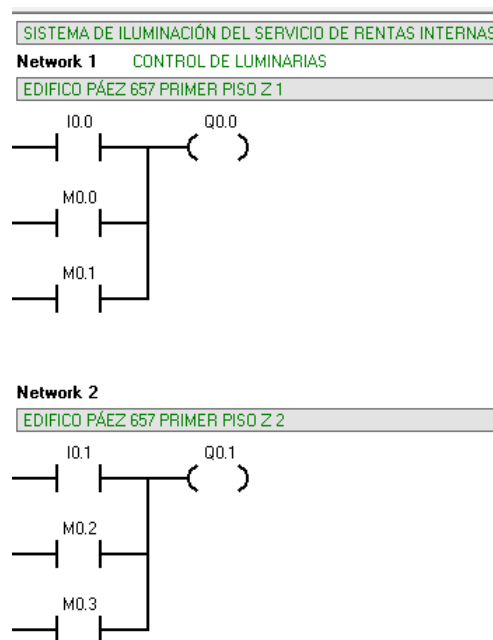 SISTEMA DE ILUMINACIÓN DEL SERVICIO DE RENTAS INTERNAS
Network 1 CONTROL DE LUMINARIAS
EDIFICO PÁEZ 657 PRIMER PISO Z 1
I0.0 Q0.0
M0.0
M0.1
Network 2
EDIFICO PÁEZ 657 PRIMER PISO Z 2
I0.1 Q0.1
M0.2
M0.3